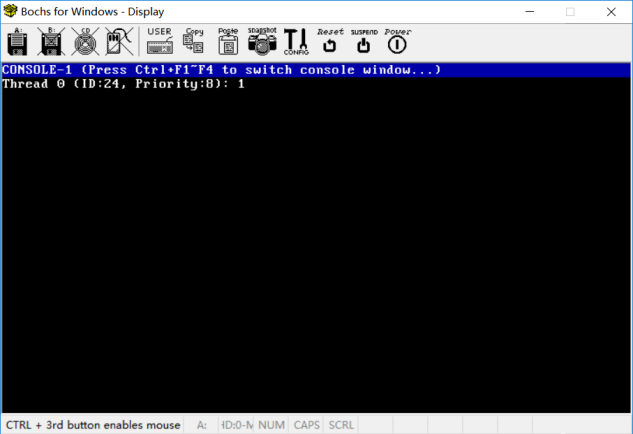 Bochs for Windows - Display
A: B: CD USER Copy Paste snapshot CONFIG Reset SUSPEND Power
CONSOLE-1 (Press Ctrl+F1~F4 to switch console window...)
Thread 0 (ID:24, Priority:8): 1
CTRL + 3rd button enables mouse A: HD:0-M NUM CAPS SCRL